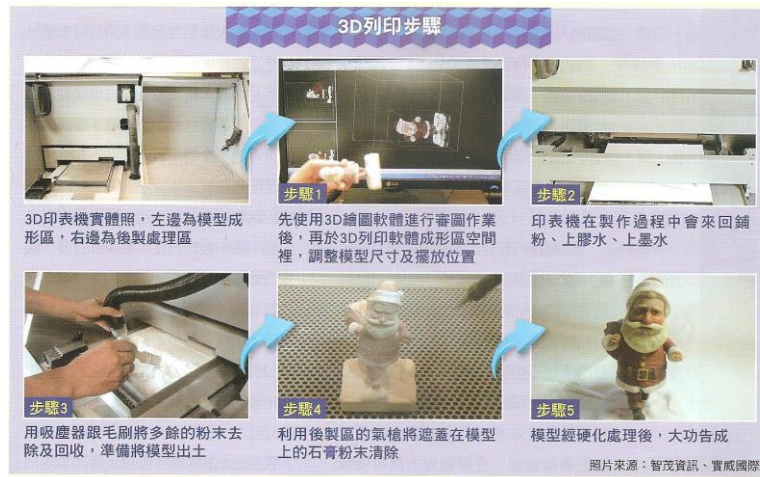 3D列印步驟
3D印表機實體照，左邊為模型成
形區，右邊為後製處理區
步驟1
先使用3D繪圖軟體進行審圖作業
後，再於3D列印軟體成形區空間
裡，調整模型尺寸及擺放位置
步驟2
印表機在製作過程中會來回鋪
粉、上膠水、上墨水
步驟3
用吸塵器跟毛刷將多餘的粉末去
除及回收，準備將模型出土
步驟4
利用後製區的氣槍將遮蓋在模型
上的石膏粉末清除
步驟5
模型經硬化處理後，大功告成
照片來源：智茂資訊、實威國際